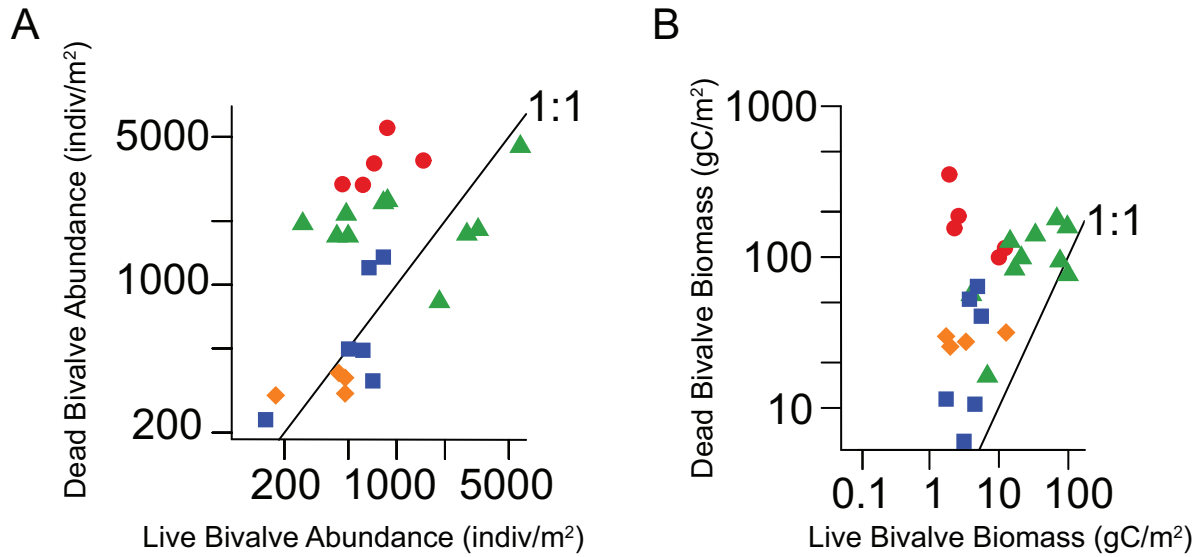 A
Dead Bivalve Abundance (indiv/m²)
5000
1000
200
1:1
200
1000
5000
Live Bivalve Abundance (indiv/m²)
B
Dead Bivalve Biomass (gC/m²)
1000
100
10
1:1
0.1
1
10
100
Live Bivalve Biomass (gC/m²)